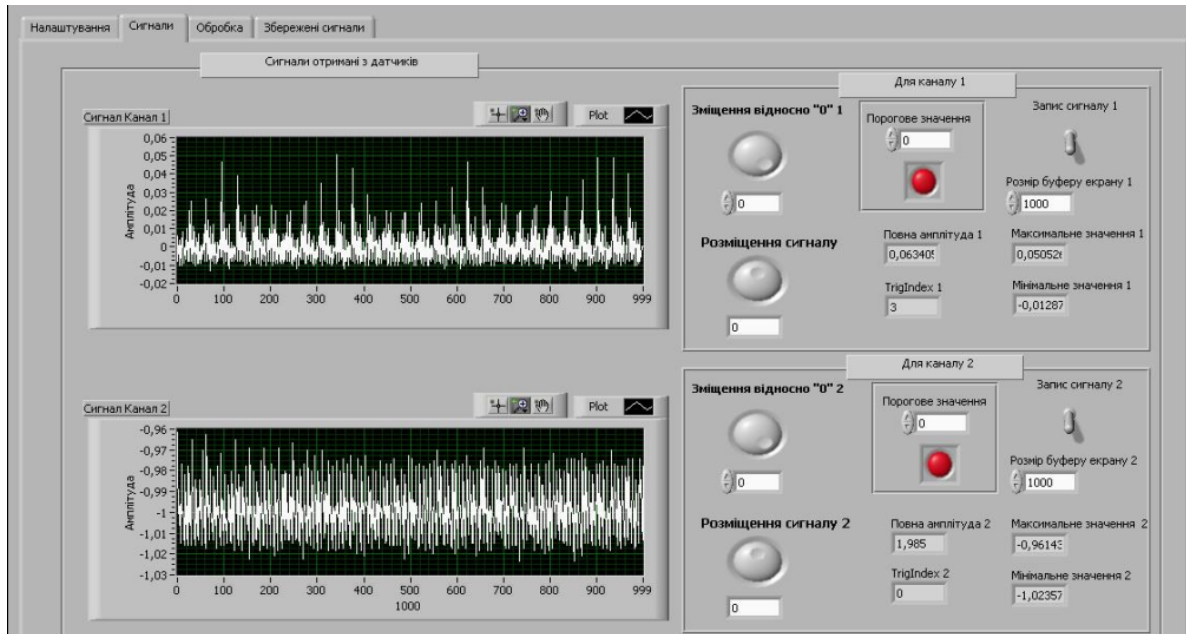 Налаштування Сигнали Обробка Збережені сигнали
Сигнали отримані з датчиків
Сигнал Канал 1
Plot
Амплітуда
0,06
0,05
0,04
0,03
0,02
0,01
0
-0,01
-0,02
0 100 200 300 400 500 600 700 800 900 999
Для каналу 1
Зміщення відносно "0" 1
0
Порогове значення
0
Запис сигналу 1
Розмір буферу екрану 1
1000
Розміщення сигналу
0
Повна амплітуда 1
0,063405
Максимальне значення 1
0,05052
TrigIndex 1
3
Мінімальне значення 1
-0,01287
Сигнал Канал 2
Plot
Амплітуда
-0,96
-0,97
-0,98
-0,99
-1
-1,01
-1,02
-1,03
0 100 200 300 400 500 600 700 800 900 999
1000
Для каналу 2
Зміщення відносно "0" 2
0
Порогове значення
0
Запис сигналу 2
Розмір буферу екрану 2
1000
Розміщення сигналу 2
0
Повна амплітуда 2
1,985
Максимальне значення 2
-0,9614
TrigIndex 2
0
Мінімальне значення 2
-1,02357